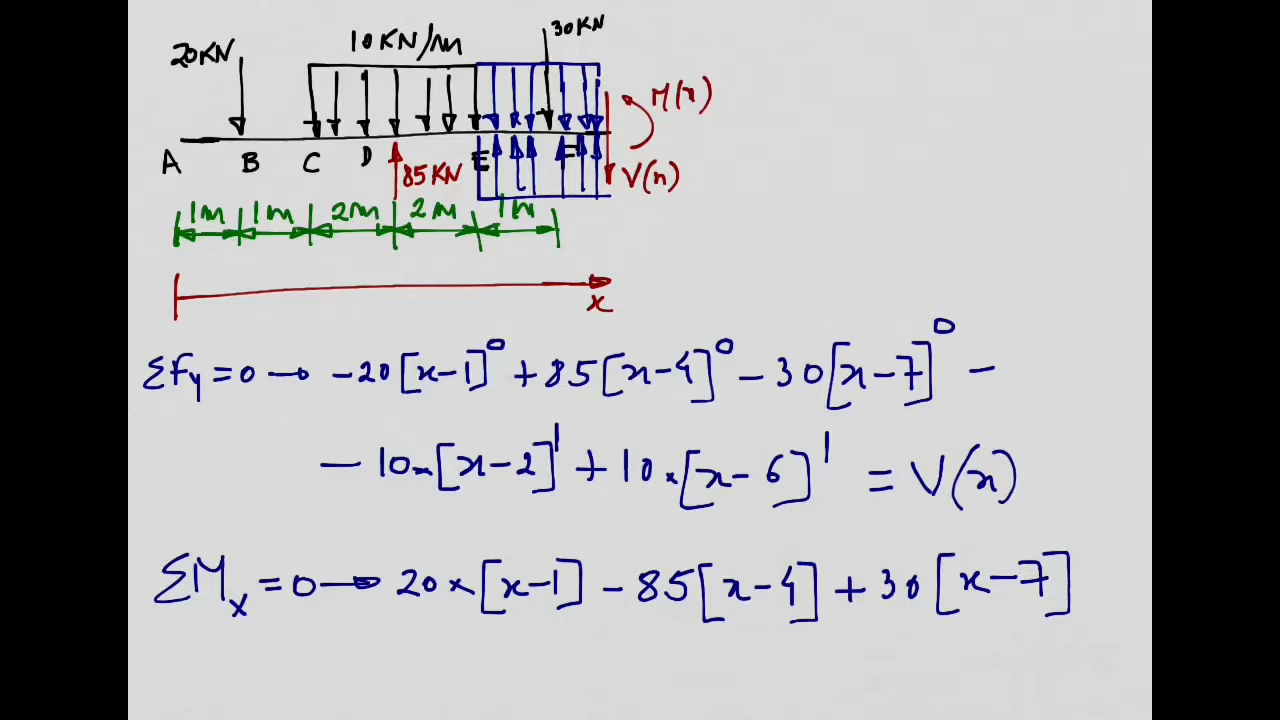 20KN 10KN/m 30KN
M(x)
A B C D E F
85KN V(x)
1m 1m 2m 2m 1m
x
ΣFy = 0 → -20[x-1]⁰ + 85[x-4]⁰ - 30[x-7]⁰ -
- 10×[x-2]¹ + 10×[x-6]¹ = V(x)
ΣMx = 0 → 20×[x-1] - 85[x-4] + 30[x-7]